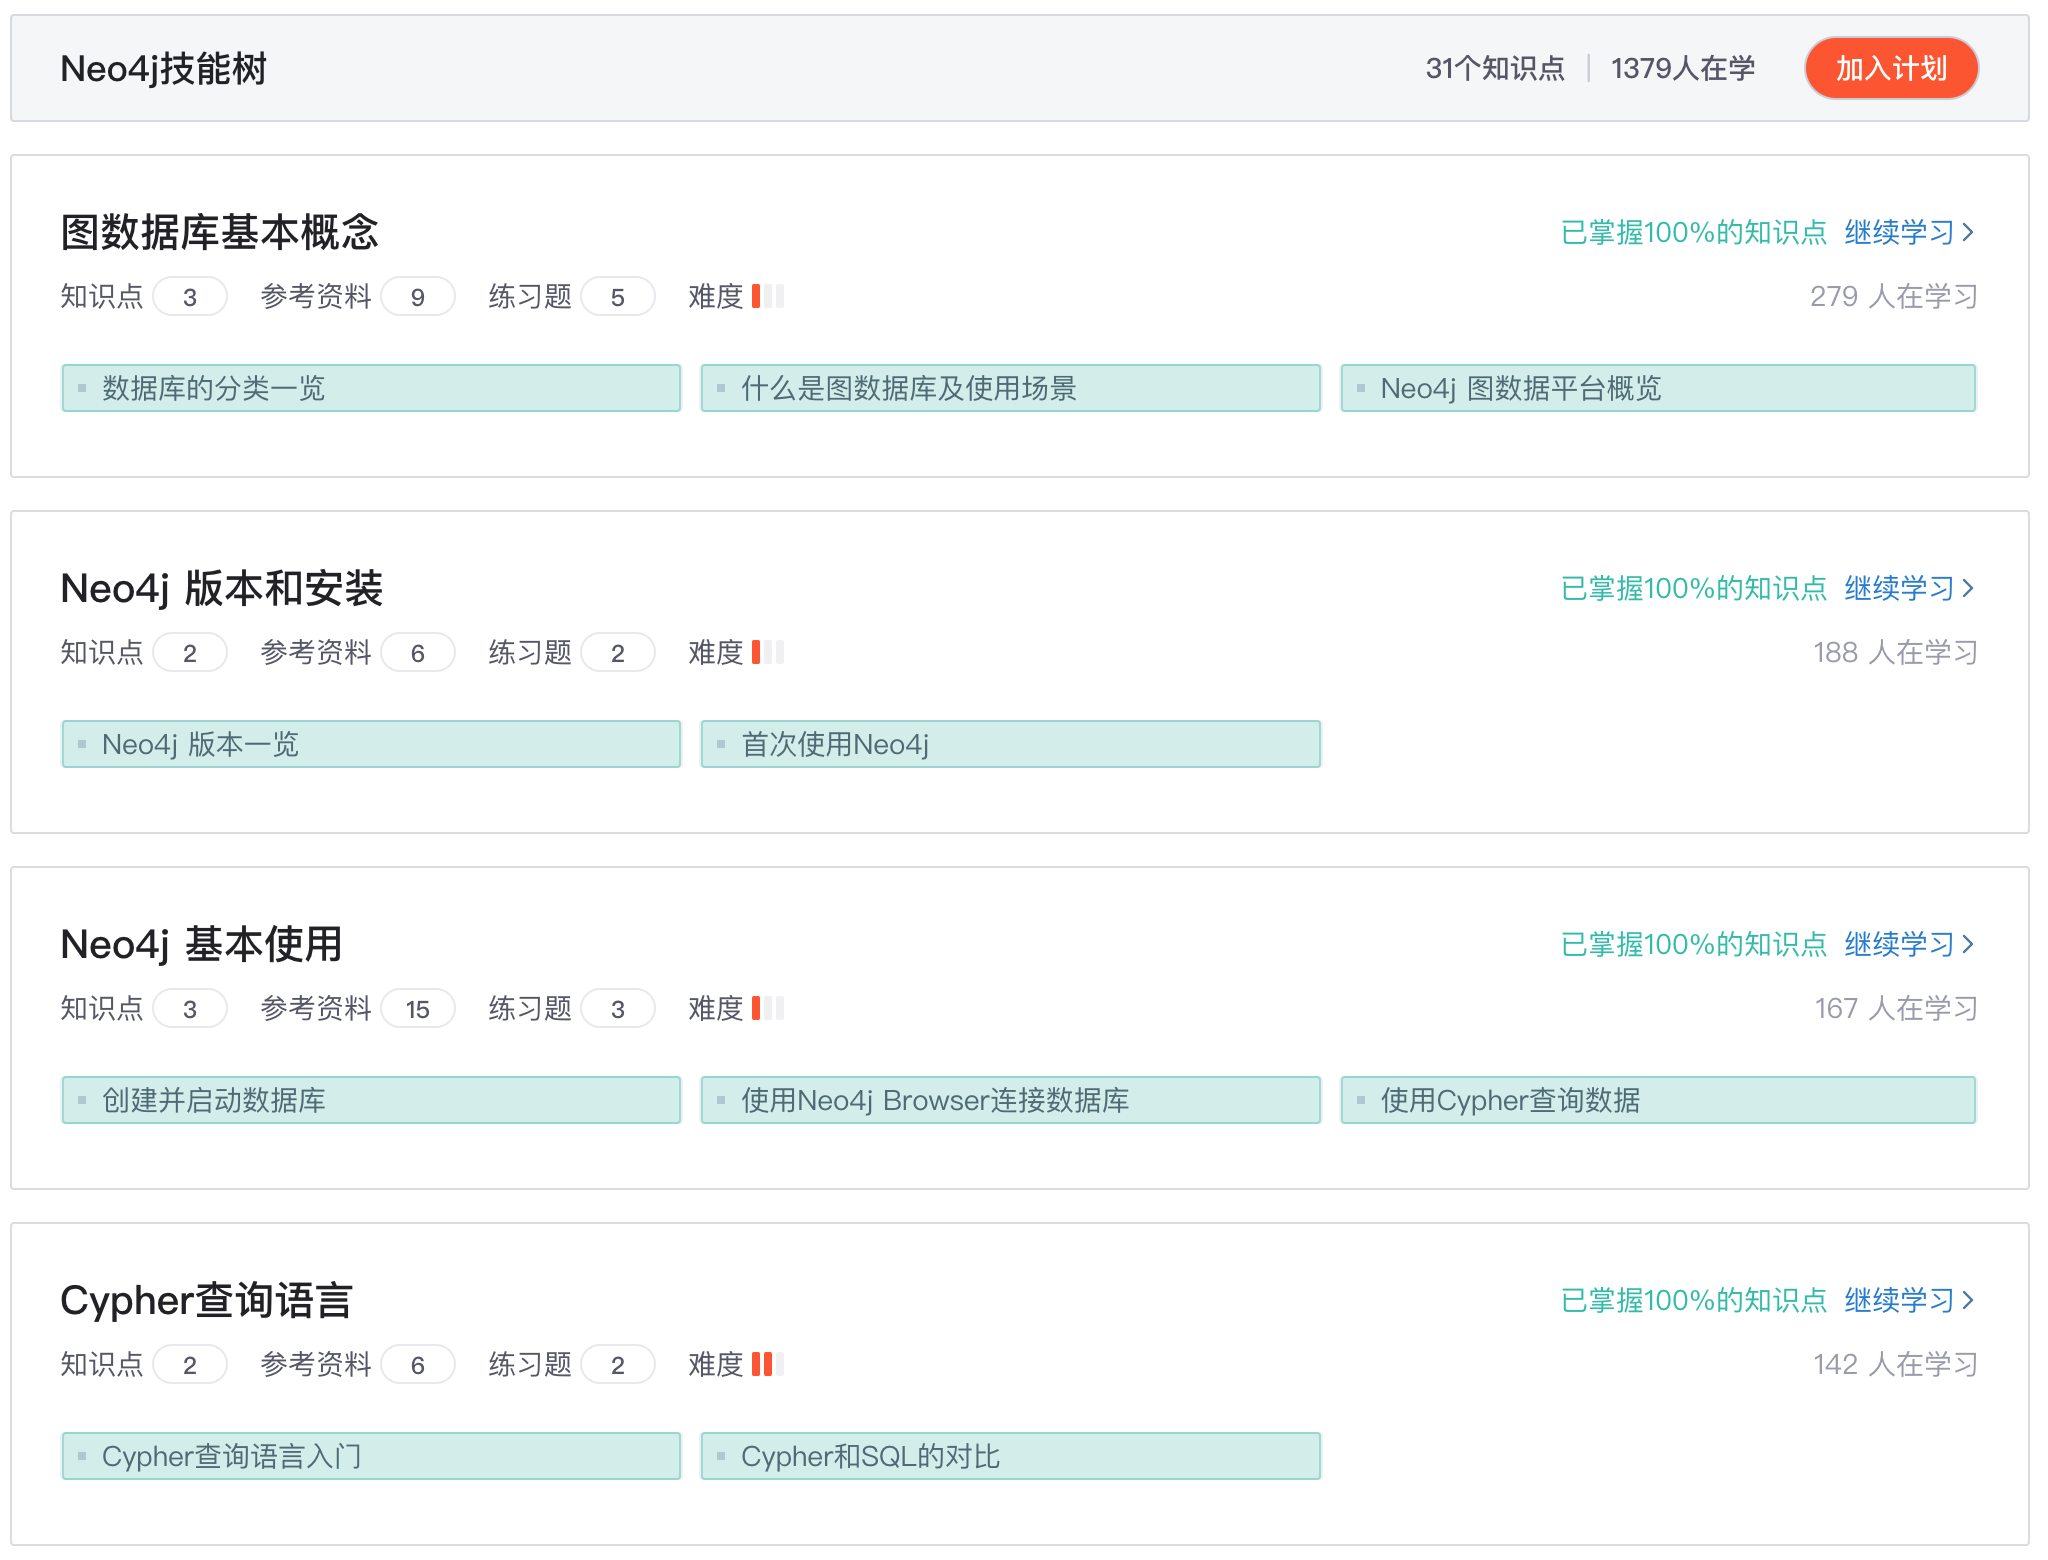 Neo4j技能树 31个知识点 1379人在学 加入计划
图数据库基本概念 已掌握100%的知识点 继续学习
知识点 3 参考资料 9 练习题 5 难度 279 人在学习
数据库的分类一览 什么是图数据库及使用场景 Neo4j 图数据平台概览
Neo4j 版本和安装 已掌握100%的知识点 继续学习
知识点 2 参考资料 6 练习题 2 难度 188 人在学习
Neo4j 版本一览 首次使用Neo4j
Neo4j 基本使用 已掌握100%的知识点 继续学习
知识点 3 参考资料 15 练习题 3 难度 167 人在学习
创建并启动数据库 使用Neo4j Browser连接数据库 使用Cypher查询数据
Cypher查询语言 已掌握100%的知识点 继续学习
知识点 2 参考资料 6 练习题 2 难度 142 人在学习
Cypher查询语言入门 Cypher和SQL的对比